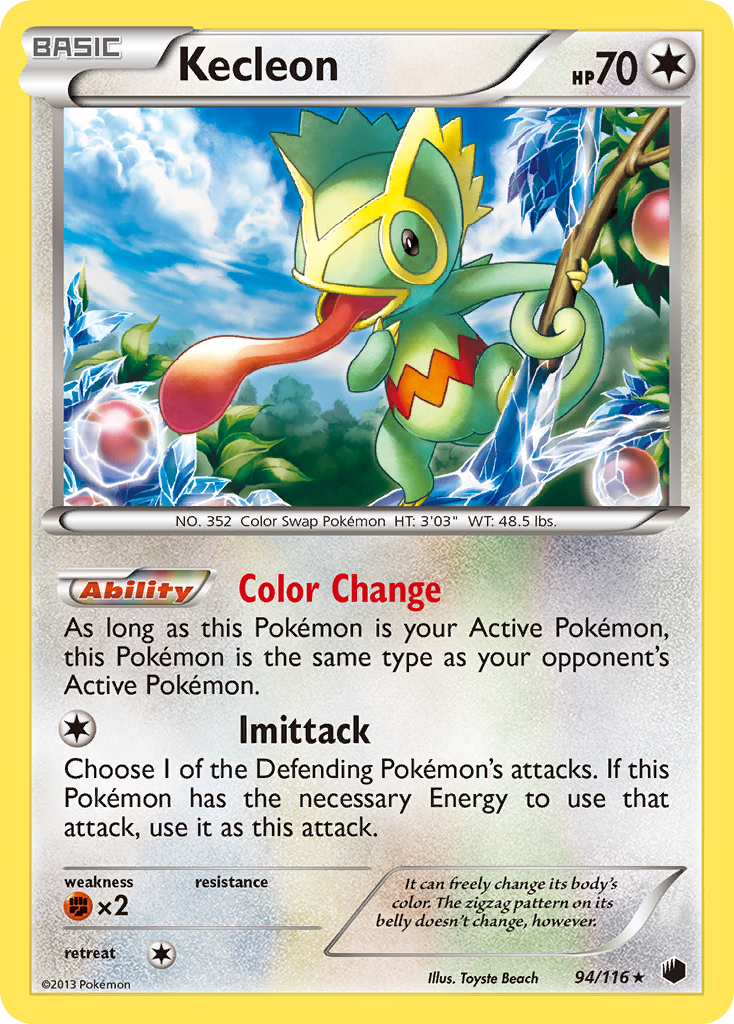 BASIC
Kecleon
HP70
NO. 352 Color Swap Pokémon HT: 3'03" WT: 48.5 lbs.
Ability
Color Change
As long as this Pokémon is your Active Pokémon,
this Pokémon is the same type as your opponent's
Active Pokémon.
Imittack
Choose 1 of the Defending Pokémon's attacks. If this
Pokémon has the necessary Energy to use that
attack, use it as this attack.
weakness
resistance
×2
It can freely change its body's
color. The zigzag pattern on its
belly doesn't change, however.
retreat
©2013 Pokémon
Illus. Toyste Beach
94/116 ★